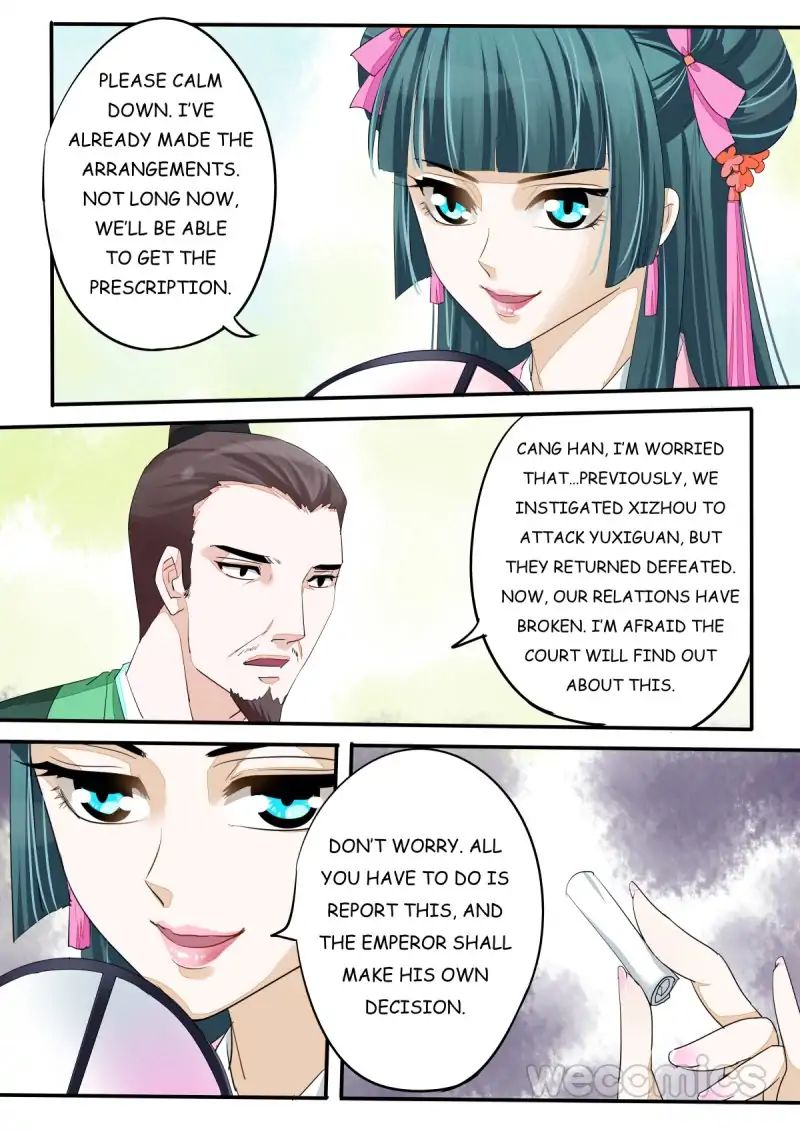 PLEASE CALM
DOWN. I'VE
ALREADY MADE THE
ARRANGEMENTS.
NOT LONG NOW,
WE'LL BE ABLE
TO GET THE
PRESCRIPTION.
CANG HAN, I'M WORRIED
THAT...PREVIOUSLY, WE
INSTIGATED XIZHOU TO
ATTACK YUXIGUAN, BUT
THEY RETURNED DEFEATED.
NOW, OUR RELATIONS HAVE
BROKEN. I'M AFRAID THE
COURT WILL FIND OUT
ABOUT THIS.
DON'T WORRY. ALL
YOU HAVE TO DO IS
REPORT THIS, AND
THE EMPEROR SHALL
MAKE HIS OWN
DECISION.
wecomics